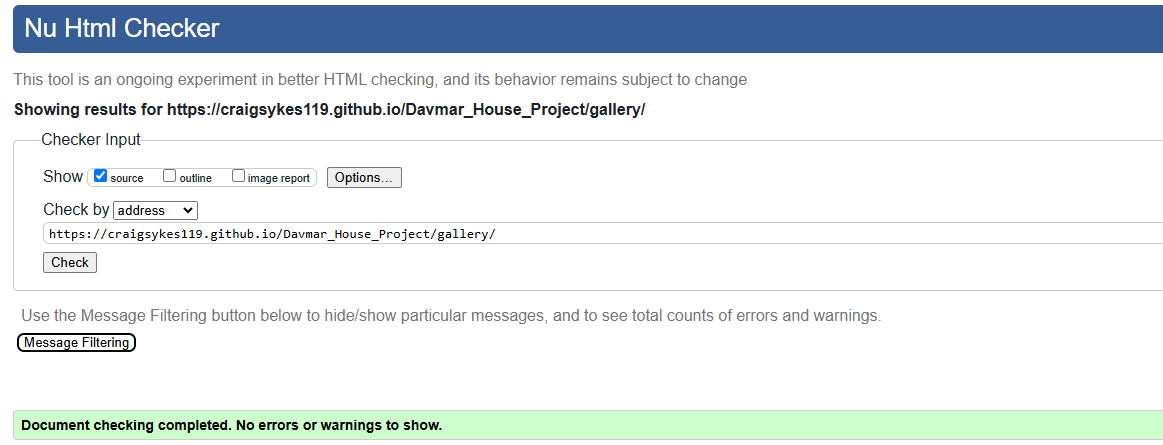 Nu Html Checker
This tool is an ongoing experiment in better HTML checking, and its behavior remains subject to change
Showing results for https://craigsykes119.github.io/Davmar_House_Project/gallery/
Checker Input
Show source outline image report Options...
Check by address
https://craigsykes119.github.io/Davmar_House_Project/gallery/
Check
Use the Message Filtering button below to hide/show particular messages, and to see total counts of errors and warnings.
Message Filtering
Document checking completed. No errors or warnings to show.